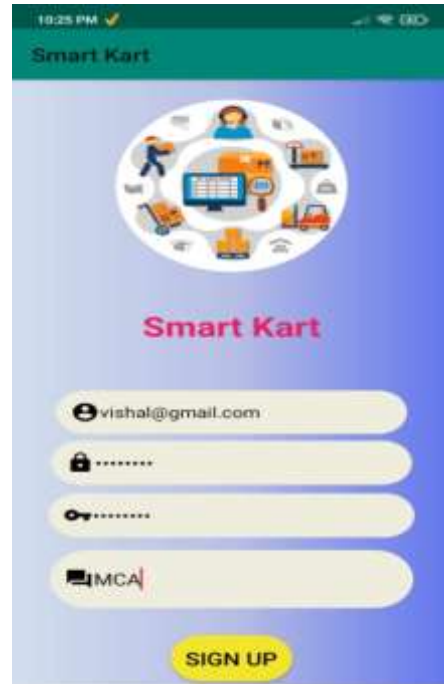 10:25 PM
Smart Kart
Smart Kart
vishal@gmail.com
••••••••
••••••••
MCA
SIGN UP